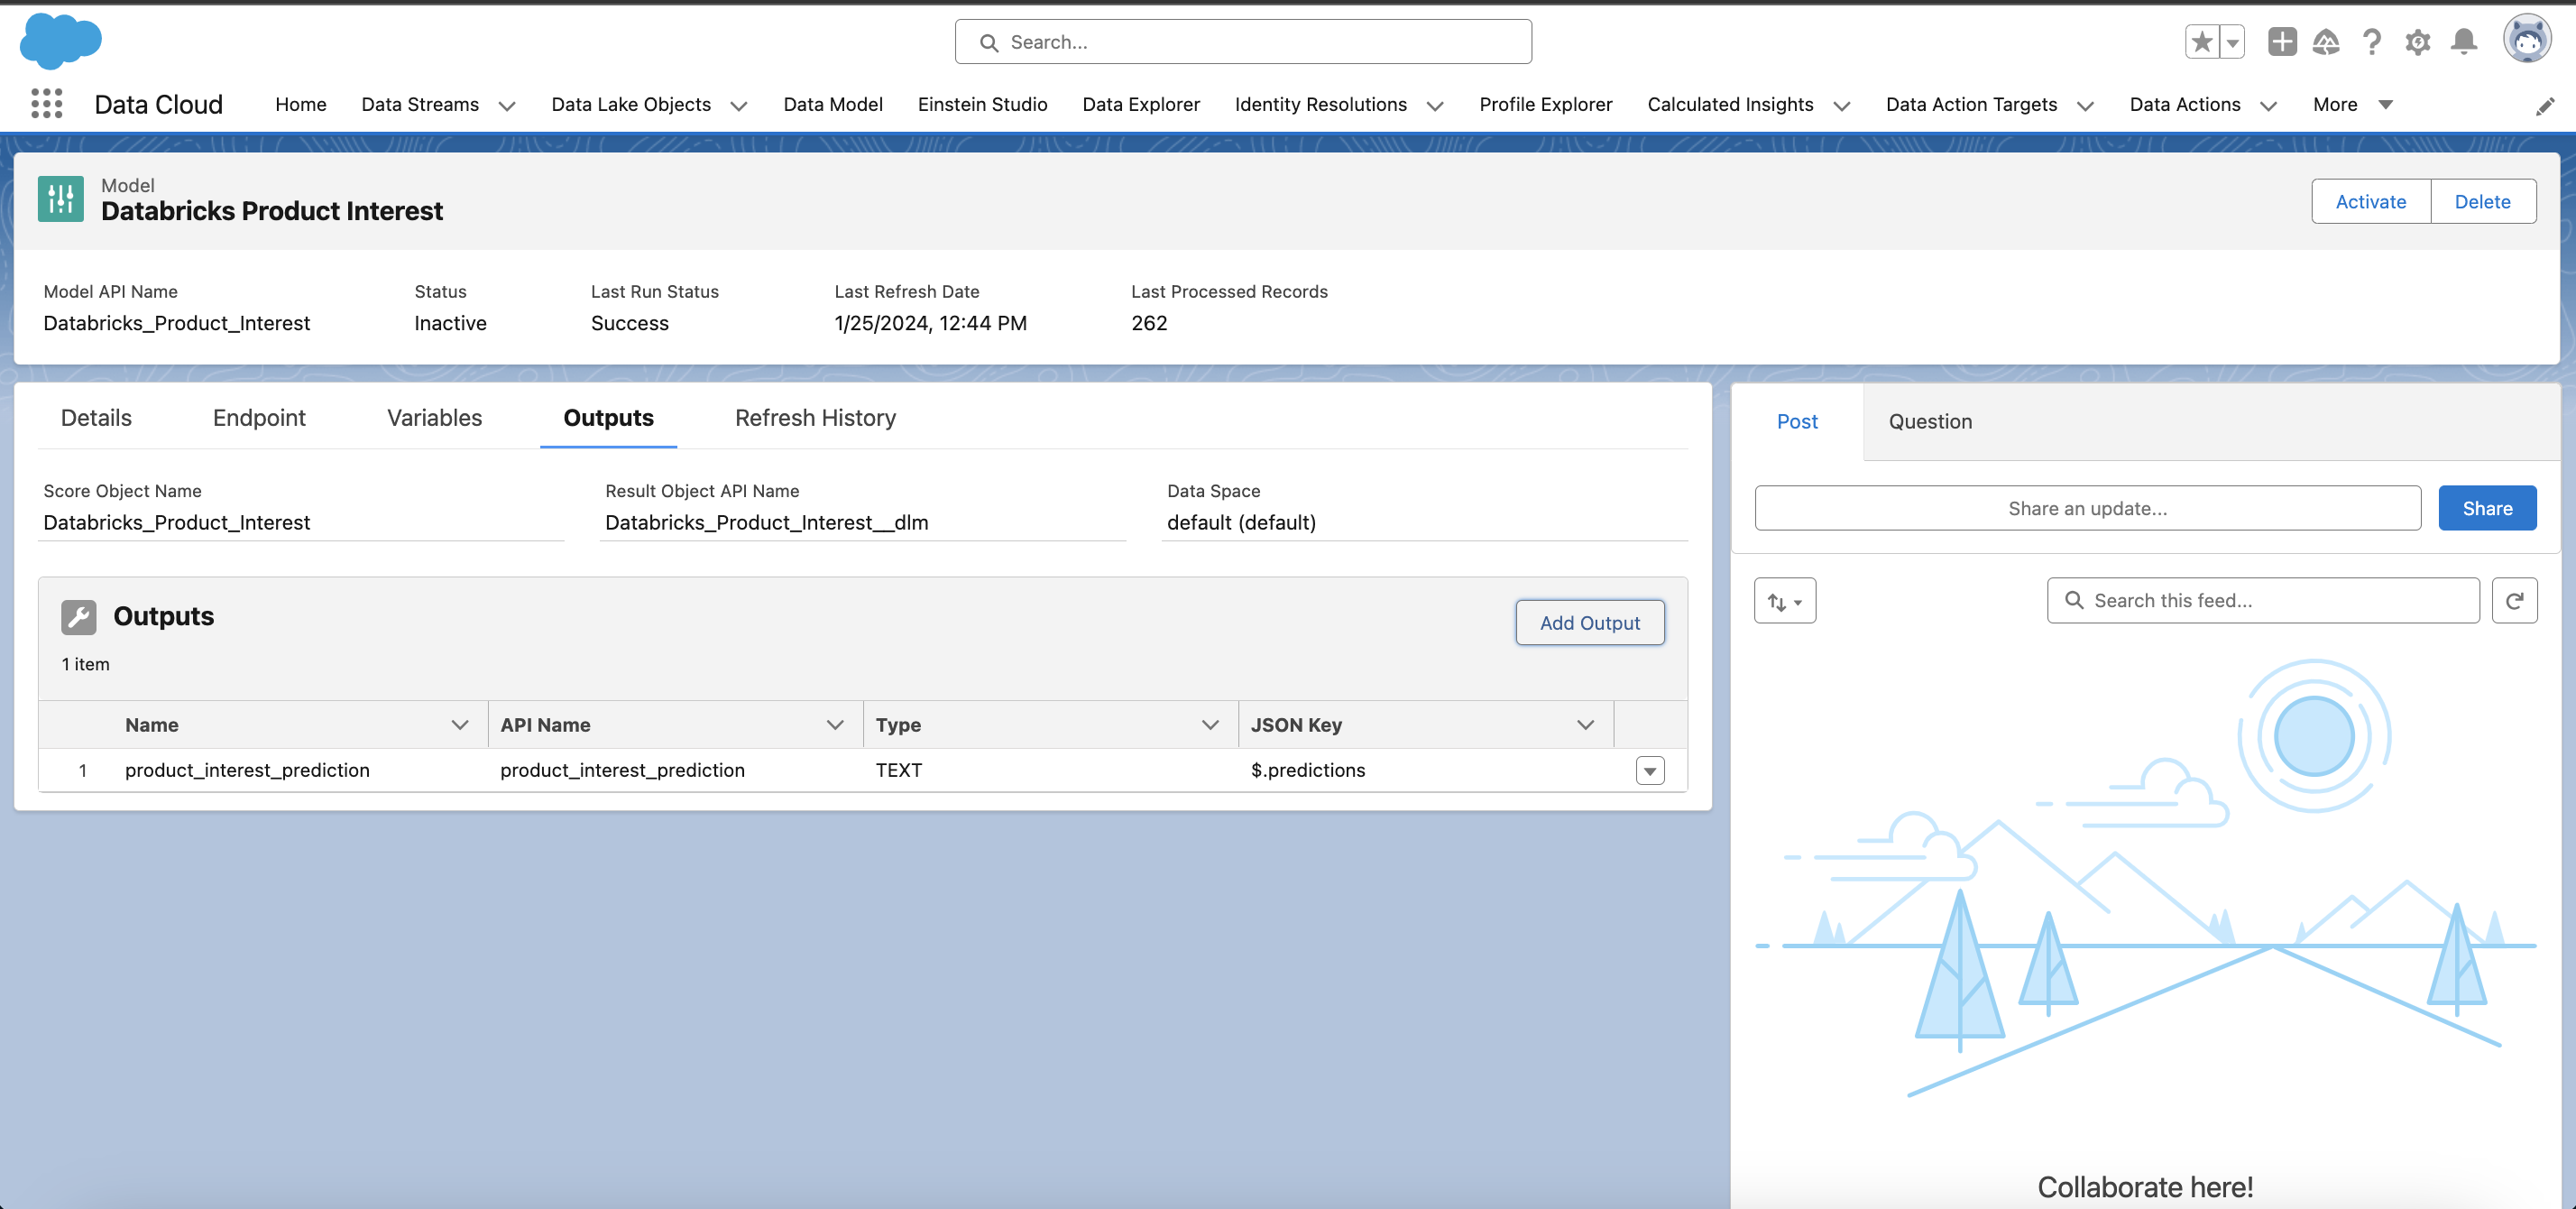 Search...
Data Cloud Home Data Streams Data Lake Objects Data Model Einstein Studio Data Explorer Identity Resolutions Profile Explorer Calculated Insights Data Action Targets Data Actions More
Model
Databricks Product Interest
Activate Delete
Model API Name Status Last Run Status Last Refresh Date Last Processed Records
Databricks_Product_Interest Inactive Success 1/25/2024, 12:44 PM 262
Details Endpoint Variables Outputs Refresh History
Score Object Name Result Object API Name Data Space
Databricks_Product_Interest Databricks_Product_Interest__dlm default (default)
Outputs
Add Output
1 item
Name API Name Type JSON Key
1 product_interest_prediction product_interest_prediction TEXT $.predictions
Post Question
Share an update... Share
Search this feed...
Collaborate here!